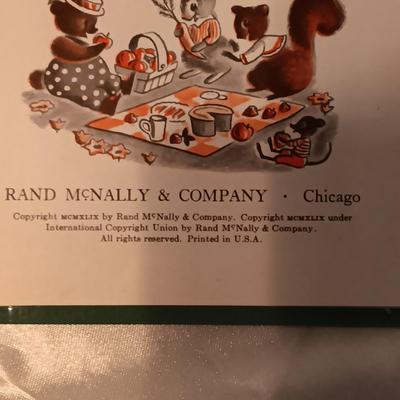 RAND MᶜNALLY & COMPANY · Chicago
Copyright MCMXLIX by Rand MᶜNally & Company. Copyright MCMXLIX under
International Copyright Union by Rand MᶜNally & Company.
All rights reserved. Printed in U.S.A.